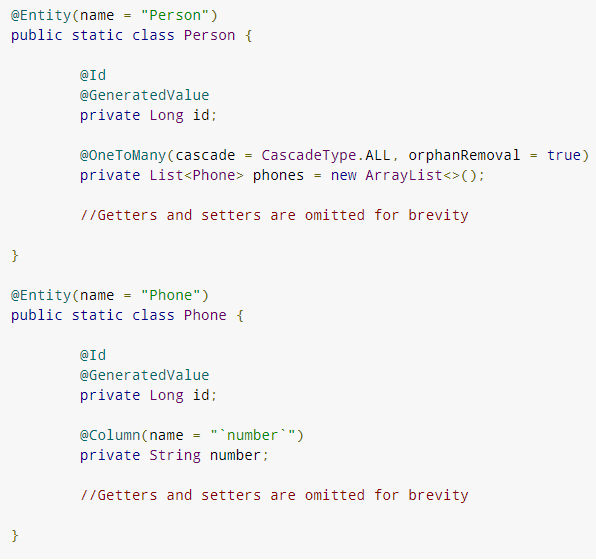 @Entity(name = "Person")
public static class Person {
@Id
@GeneratedValue
private Long id;
@OneToMany(cascade = CascadeType.ALL, orphanRemoval = true)
private List<Phone> phones = new ArrayList<>();
//Getters and setters are omitted for brevity
}
@Entity(name = "Phone")
public static class Phone {
@Id
@GeneratedValue
private Long id;
@Column(name = "`number`")
private String number;
//Getters and setters are omitted for brevity
}